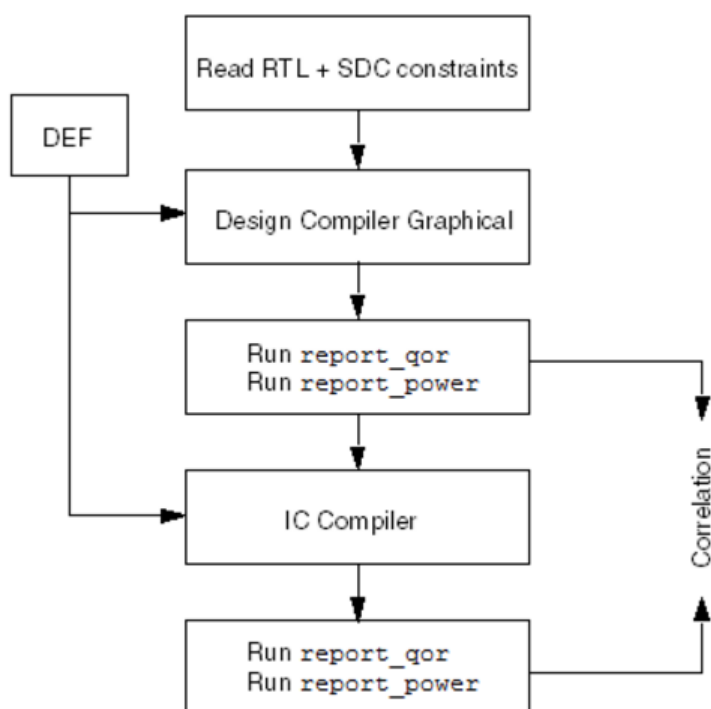 Read RTL + SDC constraints
DEF
Design Compiler Graphical
Run report_qor
Run report_power
IC Compiler
Correlation
Run report_qor
Run report_power